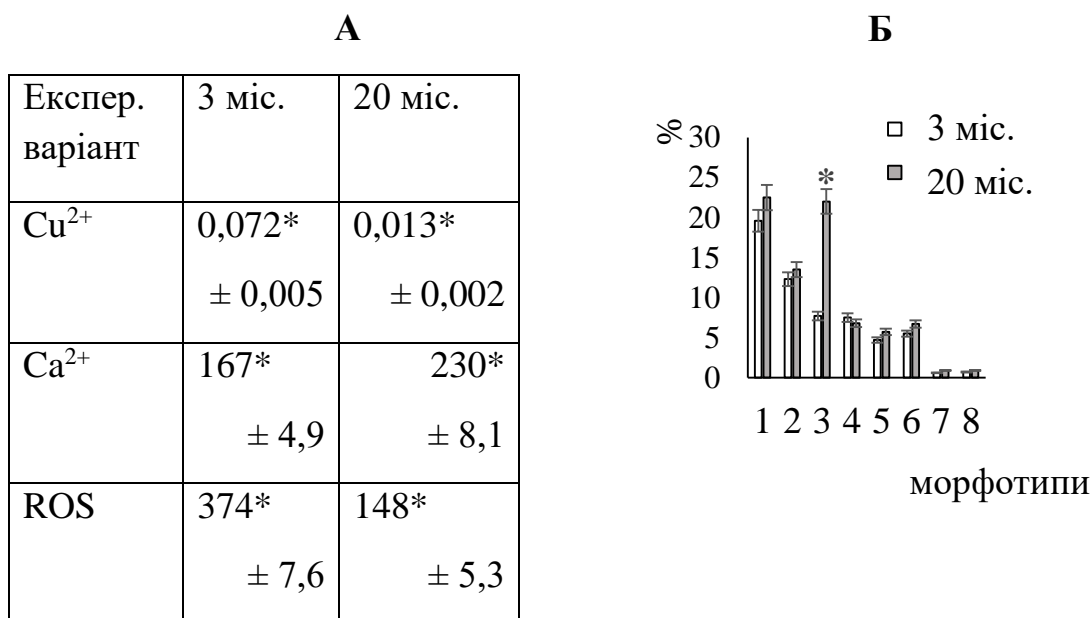 А
Експер. варіант
3 міс.
20 міс.
Cu²⁺
0,072*
± 0,005
0,013*
± 0,002
Ca²⁺
167*
± 4,9
230*
± 8,1
ROS
374*
± 7,6
148*
± 5,3
Б
%
30
25
20
15
10
5
0
*
3 міс.
20 міс.
1 2 3 4 5 6 7 8
морфотипи